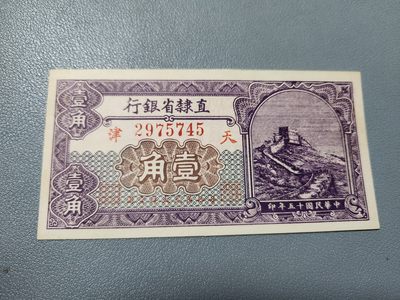 直隸省銀行
天 2975745 津
壹角
中華民國十五年印
壹角
壹角